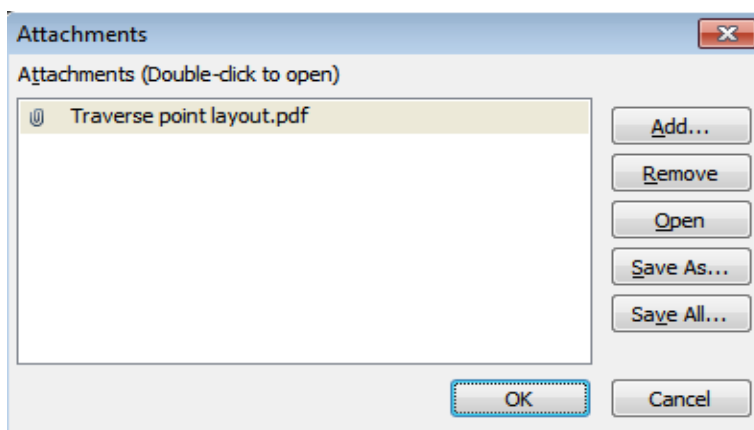 Attachments
Attachments (Double-click to open)
Traverse point layout.pdf
Add...
Remove
Open
Save As...
Save All...
OK
Cancel